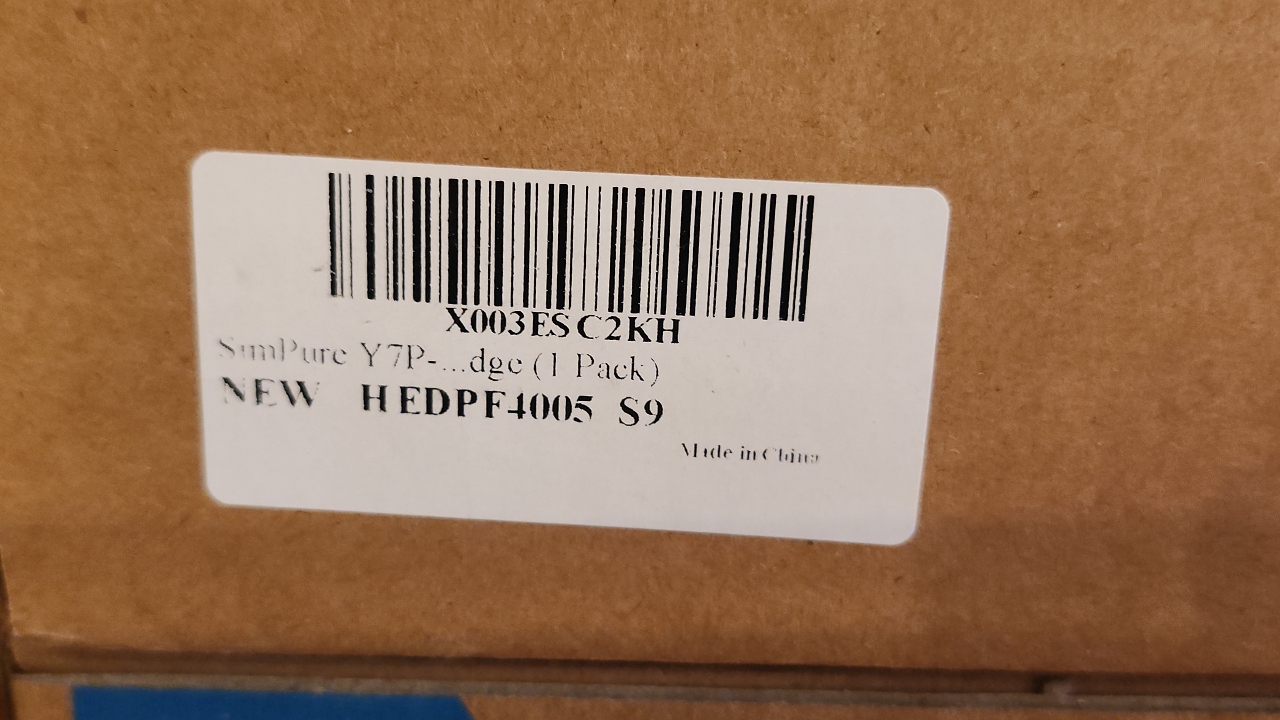 X003ESC2KH
SimPure Y7P-...dge (1 Pack)
NEW HEDPF4005 S9
Made in China